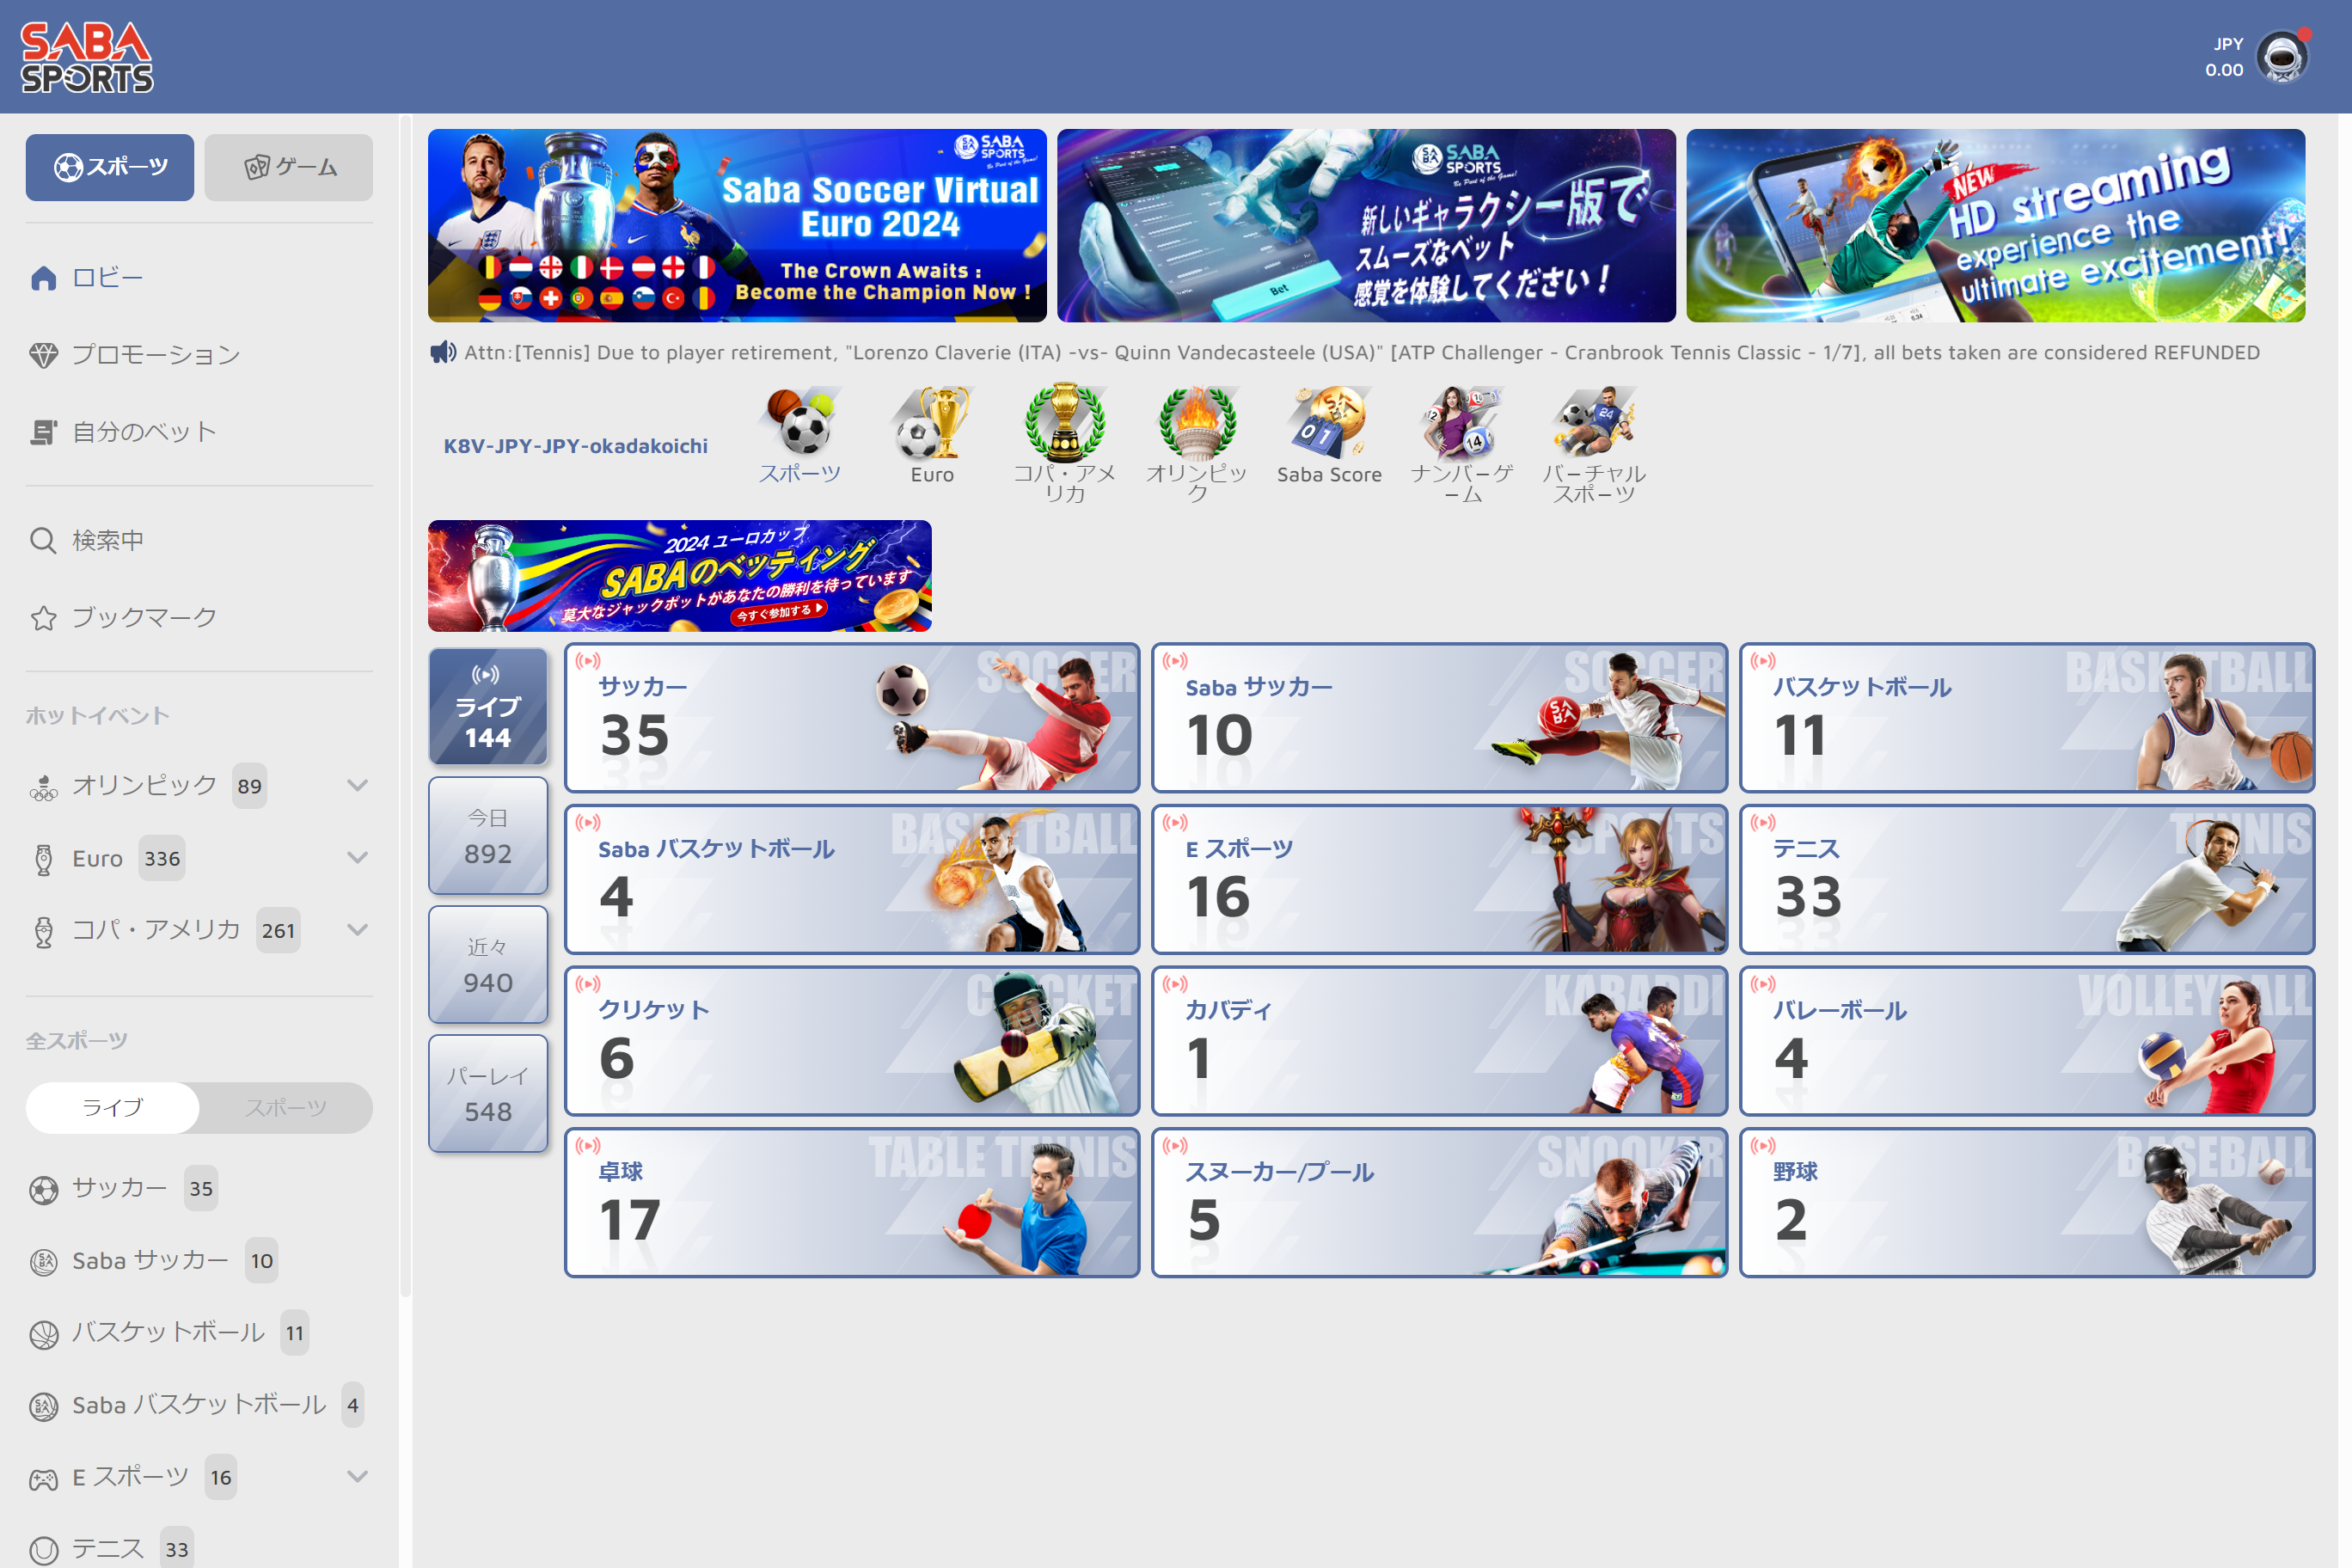 SABA
SPORTS
JPY
0.00
スポーツ
ゲーム
ロビー
プロモーション
自分のベット
検索中
ブックマーク
ホットイベント
オリンピック 89
Euro 336
コパ・アメリカ 261
全スポーツ
ライブ スポーツ
サッカー 35
Saba サッカー 10
バスケットボール 11
Saba バスケットボール 4
E スポーツ 16
テニス 33
SABA
SPORTS
Be Part of the Game!
Saba Soccer Virtual
Euro 2024
The Crown Awaits :
Become the Champion Now !
SABA
SPORTS
Be Part of the Game!
新しいギャラクシー版で
スムーズなベット
感覚を体験してください！
Bet
NEW
HD streaming
experience the
ultimate excitement!
Attn:[Tennis] Due to player retirement, "Lorenzo Claverie (ITA) -vs- Quinn Vandecasteele (USA)" [ATP Challenger - Cranbrook Tennis Classic - 1/7], all bets taken are considered REFUNDED
K8V-JPY-JPY-okadakoichi
スポーツ
Euro
コパ・アメ
リカ
オリンピッ
ク
Saba Score
ナンバーゲ
ーム
バーチャル
スポーツ
2024 ユーロカップ
SABAのベッティング
莫大なジャックポットがあなたの勝利を待っています
今すぐ参加する
ライブ
144
今日
892
近々
940
パーレイ
548
SOCCER
サッカー
35
SOCCER
Saba サッカー
10
BASKETBALL
バスケットボール
11
BASKETBALL
Saba バスケットボール
4
E スポーツ
16
TENNIS
テニス
33
CRICKET
クリケット
6
KABADDI
カバディ
1
VOLLEYBALL
バレーボール
4
TABLE TENNIS
卓球
17
SNOOKER
スヌーカー/プール
5
BASEBALL
野球
2